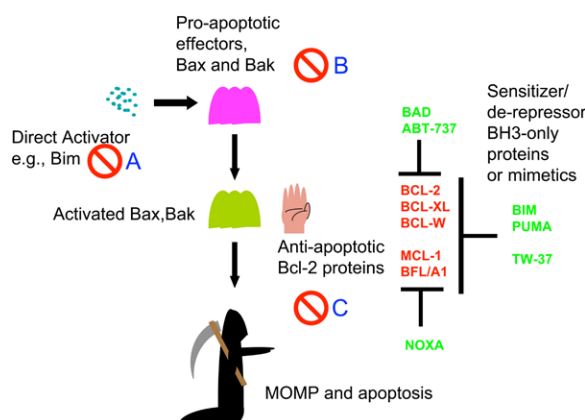 Pro-apoptotic
effectors,
Bax and Bak
B
Direct Activator
e.g., Bim
A
Activated Bax,Bak
Anti-apoptotic
Bcl-2 proteins
C
MOMP and apoptosis
Sensitizer/
de-repressor
BH3-only
proteins
or mimetics
BAD
ABT-737
BCL-2
BCL-XL
BCL-W
MCL-1
BFL/A1
BIM
PUMA
TW-37
NOXA